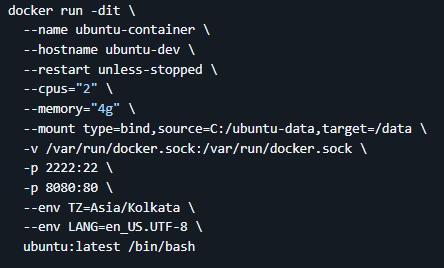 docker run -dit \
--name ubuntu-container \
--hostname ubuntu-dev \
--restart unless-stopped \
--cpus="2" \
--memory="4g" \
--mount type=bind,source=C:/ubuntu-data,target=/data \
-v /var/run/docker.sock:/var/run/docker.sock \
-p 2222:22 \
-p 8080:80 \
--env TZ=Asia/Kolkata \
--env LANG=en_US.UTF-8 \
ubuntu:latest /bin/bash